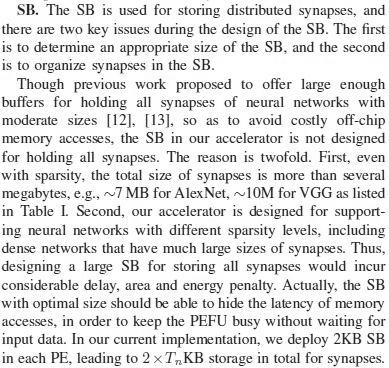 SB. The SB is used for storing distributed synapses, and
there are two key issues during the design of the SB. The first
is to determine an appropriate size of the SB, and the second
is to organize synapses in the SB.
Though previous work proposed to offer large enough
buffers for holding all synapses of neural networks with
moderate sizes [12], [13], so as to avoid costly off-chip
memory accesses, the SB in our accelerator is not designed
for holding all synapses. The reason is twofold. First, even
with sparsity, the total size of synapses is more than several
megabytes, e.g., ∼7 MB for AlexNet, ∼10M for VGG as listed
in Table I. Second, our accelerator is designed for support-
ing neural networks with different sparsity levels, including
dense networks that have much large sizes of synapses. Thus,
designing a large SB for storing all synapses would incur
considerable delay, area and energy penalty. Actually, the SB
with optimal size should be able to hide the latency of memory
accesses, in order to keep the PEFU busy without waiting for
input data. In our current implementation, we deploy 2KB SB
in each PE, leading to 2×TnKB storage in total for synapses.